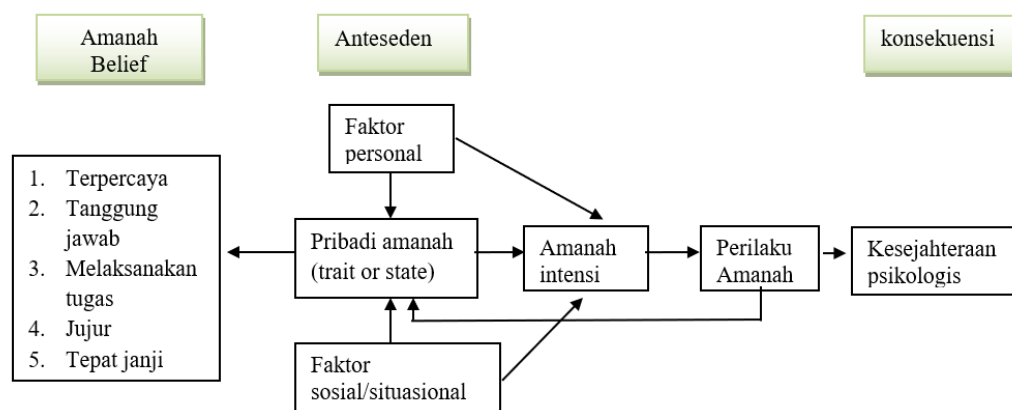 Amanah
Belief
Anteseden
konsekuensi
Faktor
personal
1. Terpercaya
2. Tanggung
jawab
3. Melaksanakan
tugas
4. Jujur
5. Tepat janji
Pribadi amanah
(trait or state)
Amanah
intensi
Perilaku
Amanah
Kesejahteraan
psikologis
Faktor
sosial/situasional